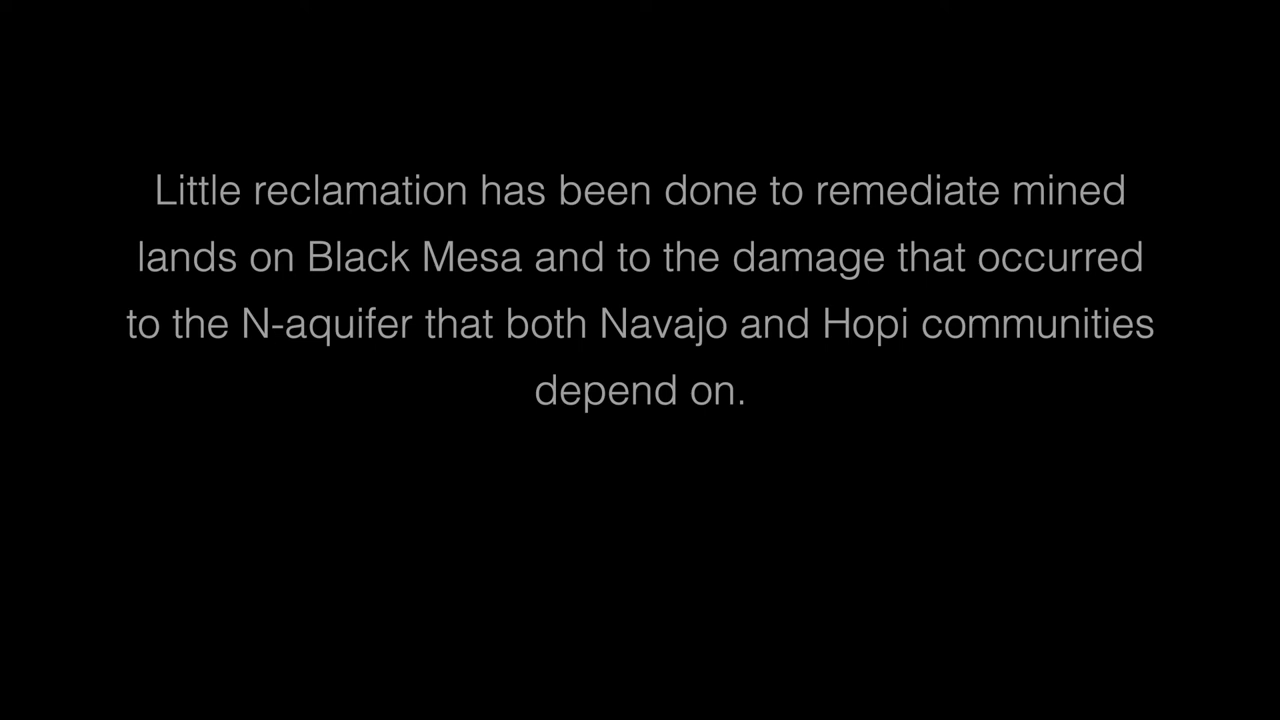 Little reclamation has been done to remediate mined
lands on Black Mesa and to the damage that occurred
to the N-aquifer that both Navajo and Hopi communities
depend on.